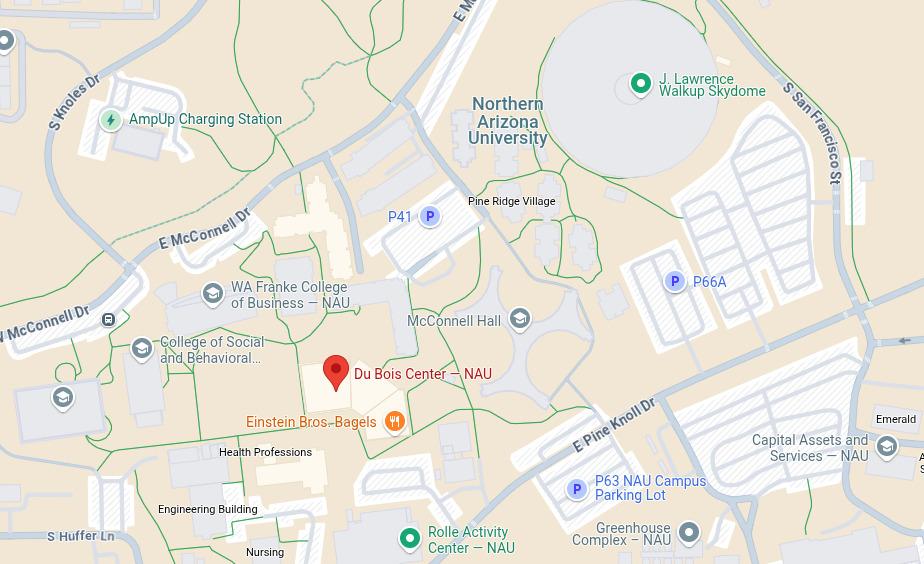 E M
J. Lawrence
Walkup Skydome
S Knoles Dr
AmpUp Charging Station
Northern
Arizona
University
S San Francisco St
Pine Ridge Village
P41
P
E McConnell Dr
P
P66A
WA Franke College
of Business — NAU
W McConnell Dr
McConnell Hall
College of Social
and Behavioral...
Du Bois Center — NAU
Einstein Bros. Bagels
E Pine Knoll Dr
Emerald
Capital Assets and
Services — NAU
Health Professions
A
S
P
P63 NAU Campus
Parking Lot
Engineering Building
S Huffer Ln
Rolle Activity
Center — NAU
Greenhouse
Complex – NAU
Nursing